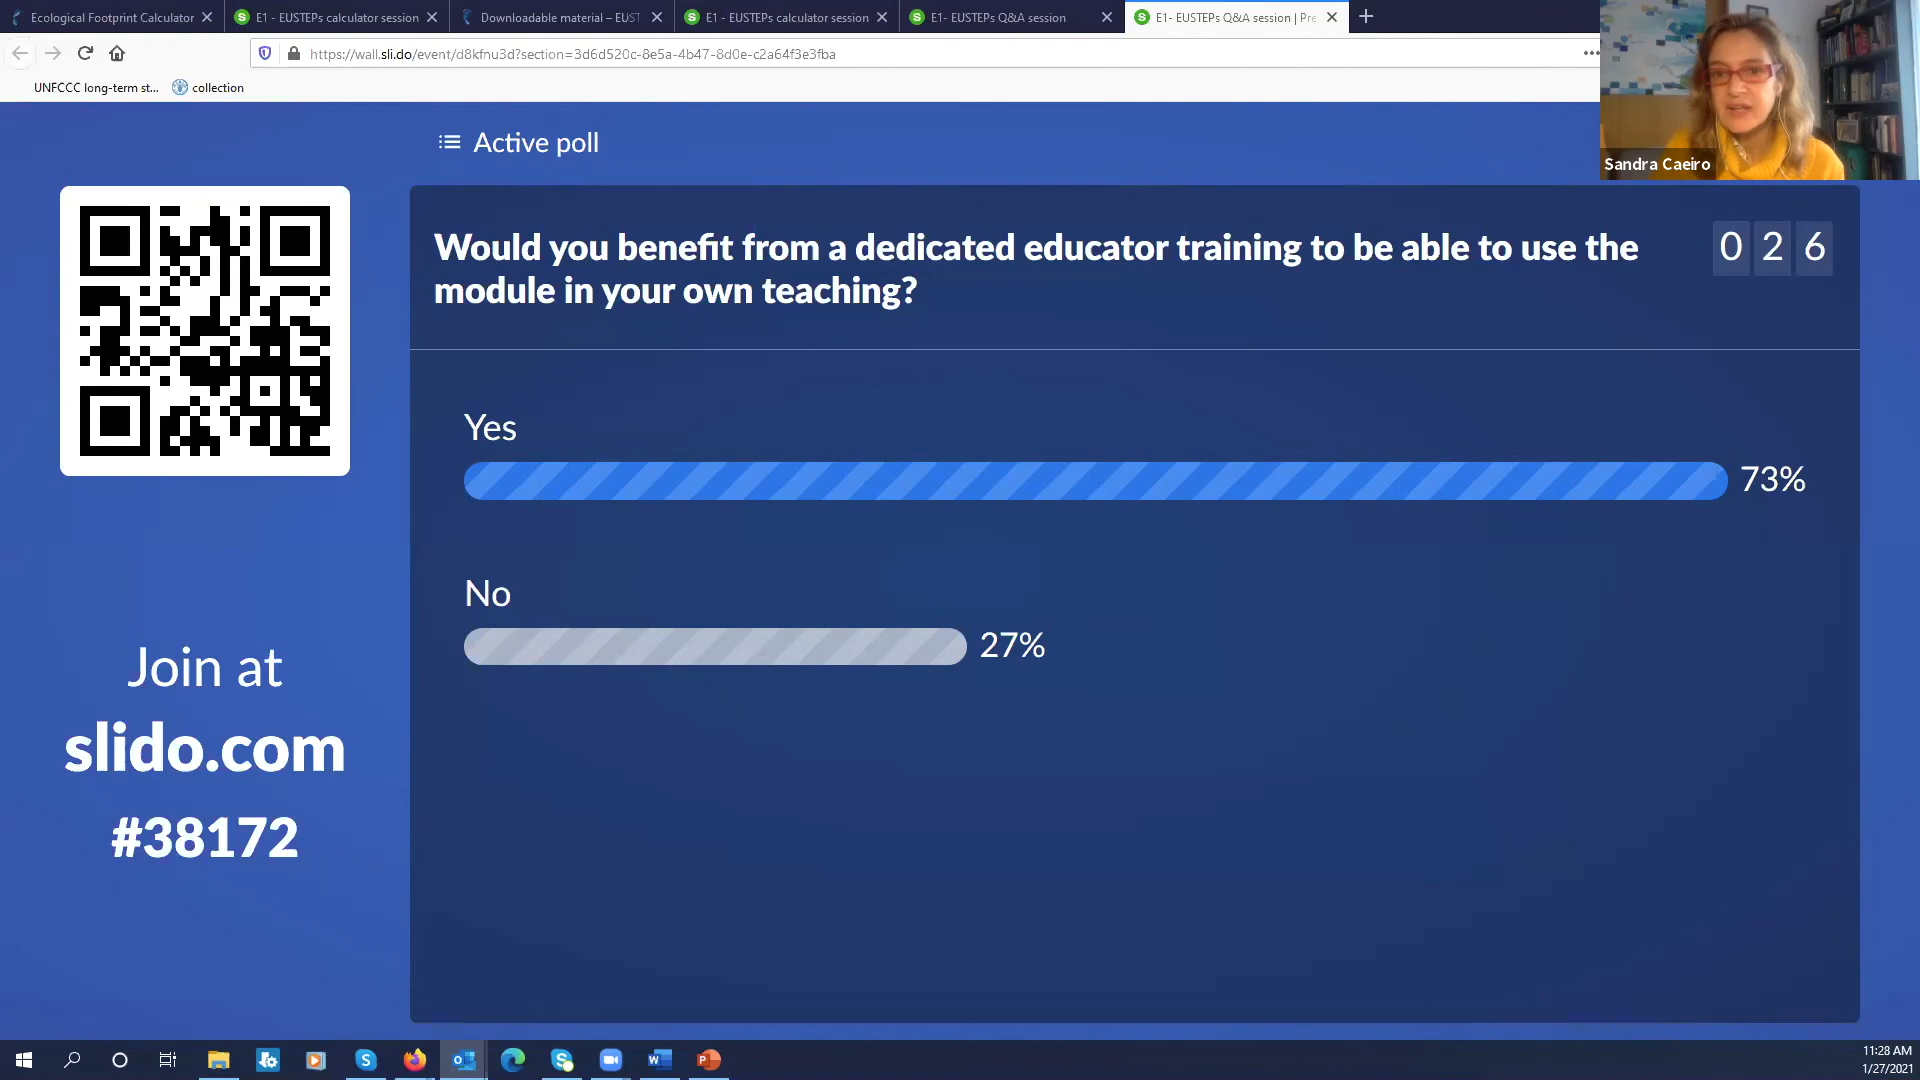 Ecological Footprint Calculator
E1 - EUSTEPs calculator session
Downloadable material – EUST
E1 - EUSTEPs calculator session
E1- EUSTEPs Q&A session
E1- EUSTEPs Q&A session | Pre
https://wall.sli.do/event/d8kfnu3d?section=3d6d520c-8e5a-4b47-8d0e-c2a64f3e3fba
UNFCCC long-term st...
collection
Sandra Caeiro
Active poll
Would you benefit from a dedicated educator training to be able to use the
module in your own teaching?
0 2 6
Yes
73%
No
27%
Join at
slido.com
#38172
11:28 AM
1/27/2021